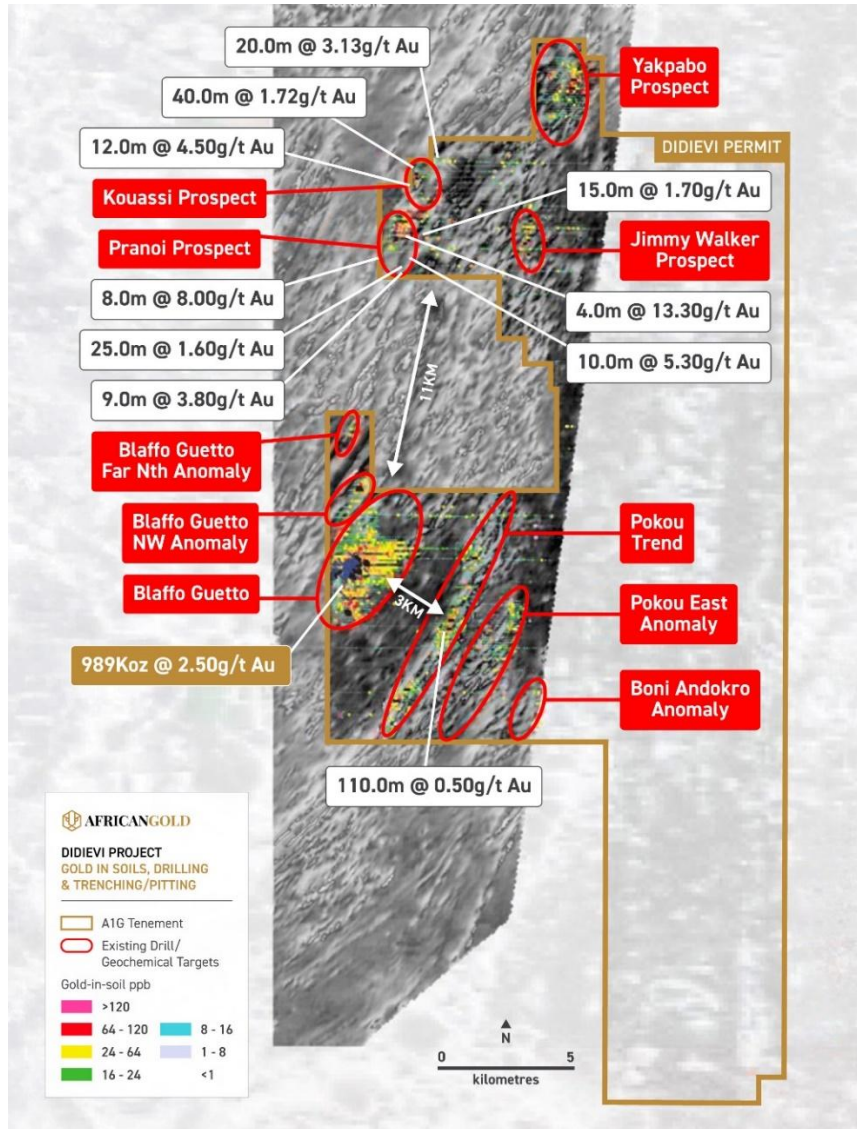 20.0m @ 3.13g/t Au
40.0m @ 1.72g/t Au
12.0m @ 4.50g/t Au
Kouassi Prospect
Pranoi Prospect
8.0m @ 8.00g/t Au
25.0m @ 1.60g/t Au
9.0m @ 3.80g/t Au
Blaffo Guetto
Far Nth Anomaly
Blaffo Guetto
NW Anomaly
Blaffo Guetto
989Koz @ 2.50g/t Au
Yakpabo
Prospect
DIDIEVI PERMIT
15.0m @ 1.70g/t Au
Jimmy Walker
Prospect
4.0m @ 13.30g/t Au
10.0m @ 5.30g/t Au
11KM
3KM
Pokou
Trend
Pokou East
Anomaly
Boni Andokro
Anomaly
110.0m @ 0.50g/t Au
AFRICANGOLD
DIDIEVI PROJECT
GOLD IN SOILS, DRILLING
& TRENCHING/PITTING
A1G Tenement
Existing Drill/
Geochemical Targets
Gold-in-soil ppb
>120
64 - 120
24 - 64
16 - 24
8 - 16
1 - 8
<1
N
0 5
kilometres